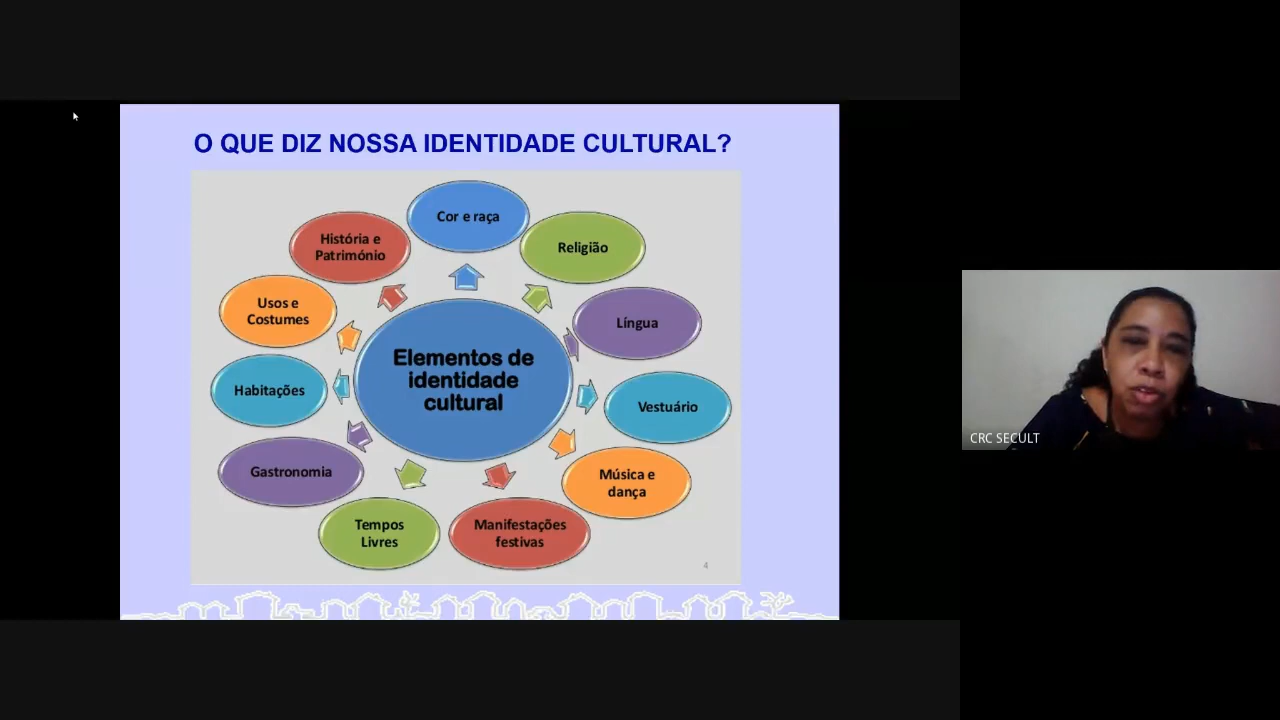 O QUE DIZ NOSSA IDENTIDADE CULTURAL?
Cor e raça
História e
Património
Religião
Usos e
Costumes
Língua
Elementos de
identidade
cultural
Habitações
Vestuário
Gastronomia
Música e
dança
Tempos
Livres
Manifestações
festivas
4
CRC SECULT